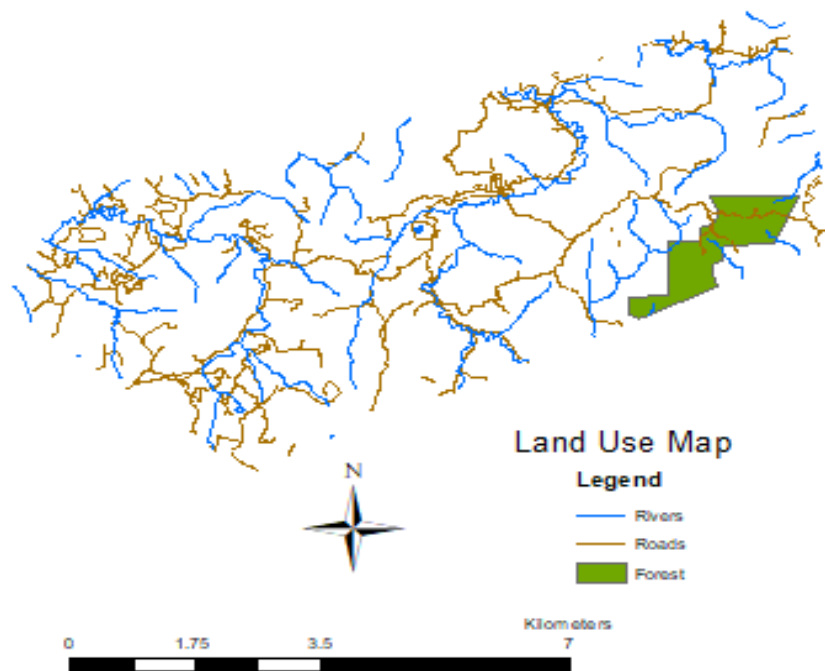 Land Use Map
Legend
Rivers
Roads
Forest
N
Kilometers
0 1.75 3.5 7